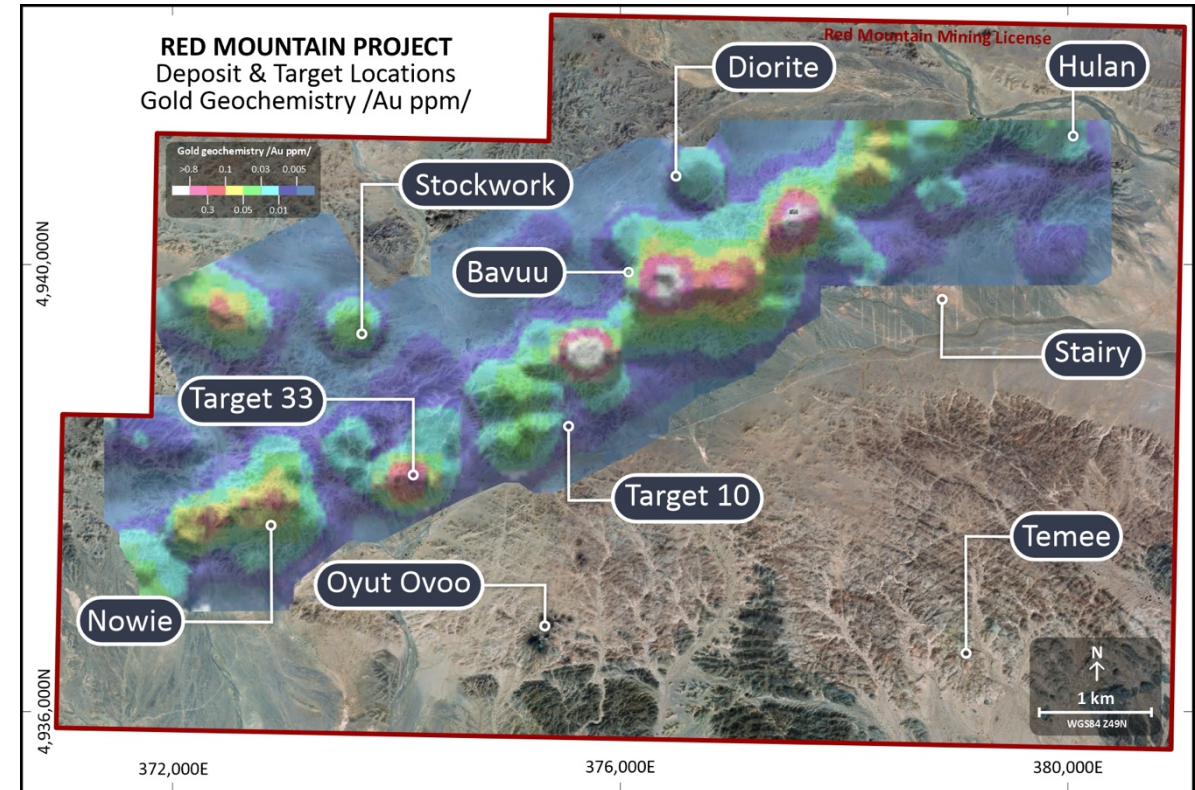 RED MOUNTAIN PROJECT
Deposit & Target Locations
Gold Geochemistry /Au ppm/
Red Mountain Mining License
Diorite
Hulan
Gold geochemistry /Au ppm/
>0.8 0.1 0.03 0.005
0.3 0.05 0.01
Stockwork
4,940,000N
Bavuu
Stairy
Target 33
Target 10
Temee
Oyut Ovoo
Nowie
N
1 km
WGS84 Z49N
4,936,000N
372,000E
376,000E
380,000E